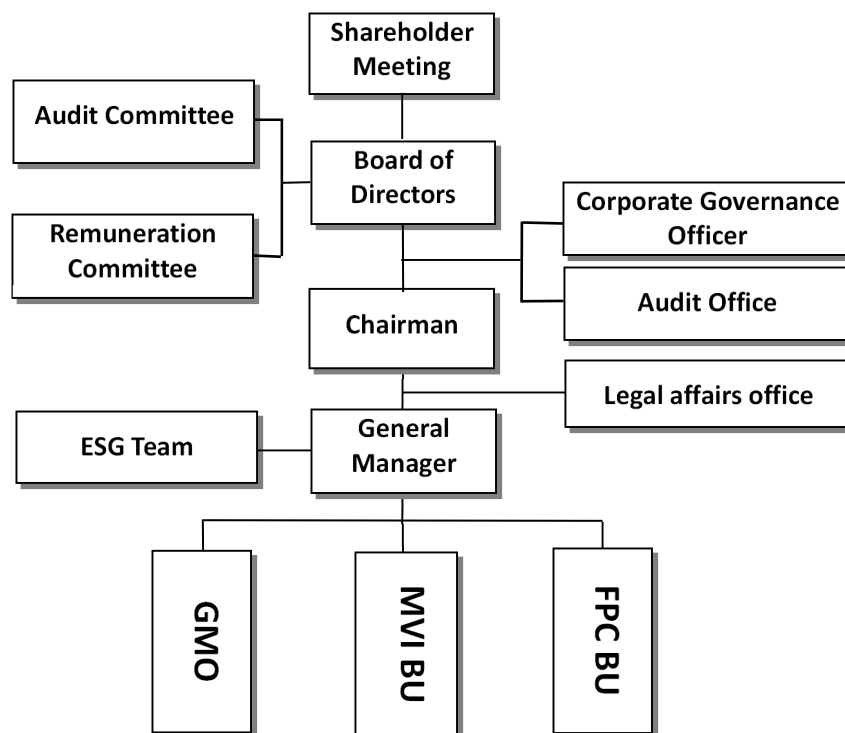 Shareholder
Meeting
Audit Committee
Board of
Directors
Remuneration
Committee
Corporate Governance
Officer
Audit Office
Chairman
Legal affairs office
General
Manager
ESG Team
GMO
MVI BU
FPC BU